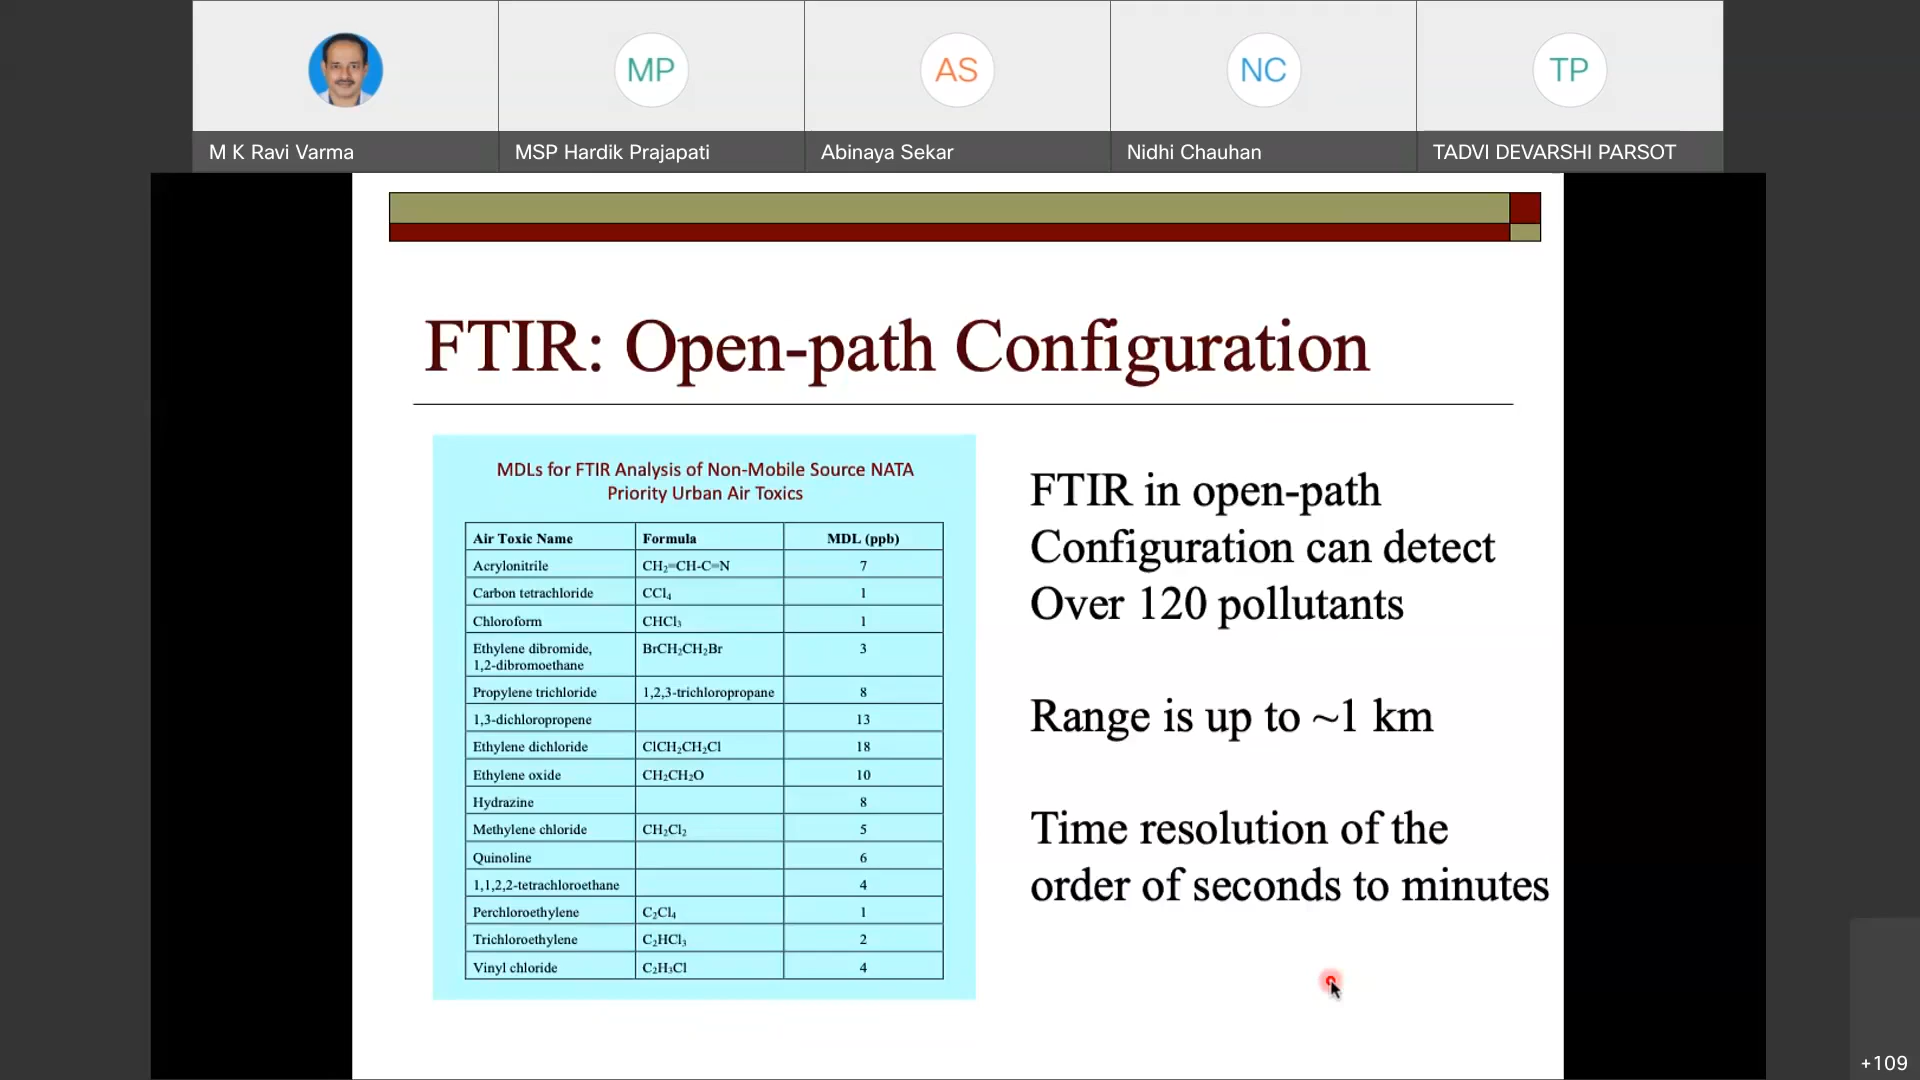 MP
AS
NC
TP
M K Ravi Varma
MSP Hardik Prajapati
Abinaya Sekar
Nidhi Chauhan
TADVI DEVARSHI PARSOT
FTIR: Open-path Configuration
MDLs for FTIR Analysis of Non-Mobile Source NATA
Priority Urban Air Toxics
Air Toxic Name Formula MDL (ppb)
Acrylonitrile CH₂=CH-C=N 7
Carbon tetrachloride CCl₄ 1
Chloroform CHCl₃ 1
Ethylene dibromide, BrCH₂CH₂Br 3
1,2-dibromoethane
Propylene trichloride 1,2,3-trichloropropane 8
1,3-dichloropropene 13
Ethylene dichloride ClCH₂CH₂Cl 18
Ethylene oxide CH₂CH₂O 10
Hydrazine 8
Methylene chloride CH₂Cl₂ 5
Quinoline 6
1,1,2,2-tetrachloroethane 4
Perchloroethylene C₂Cl₄ 1
Trichloroethylene C₂HCl₃ 2
Vinyl chloride C₂H₃Cl 4
FTIR in open-path
Configuration can detect
Over 120 pollutants
Range is up to ~1 km
Time resolution of the
order of seconds to minutes
+109